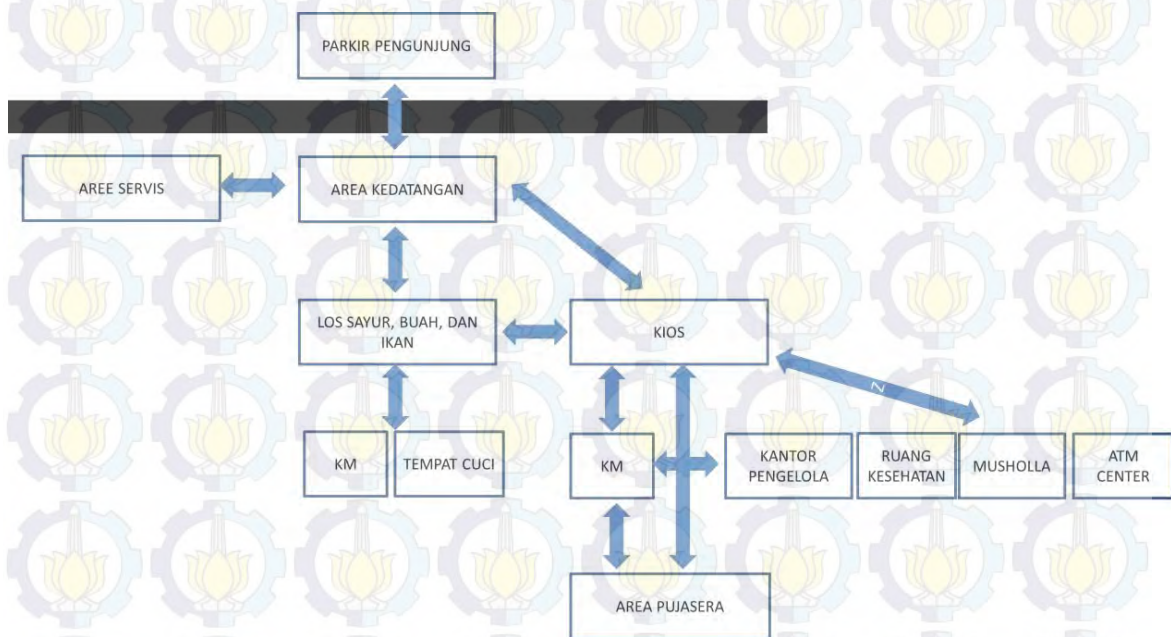 PARKIR PENGUNJUNG
AREE SERVIS
AREA KEDATANGAN
LOS SAYUR, BUAH, DAN
IKAN
KIOS
Z
KM
TEMPAT CUCI
KM
KANTOR
PENGELOLA
RUANG
KESEHATAN
MUSHOLLA
ATM
CENTER
AREA PUJASERA